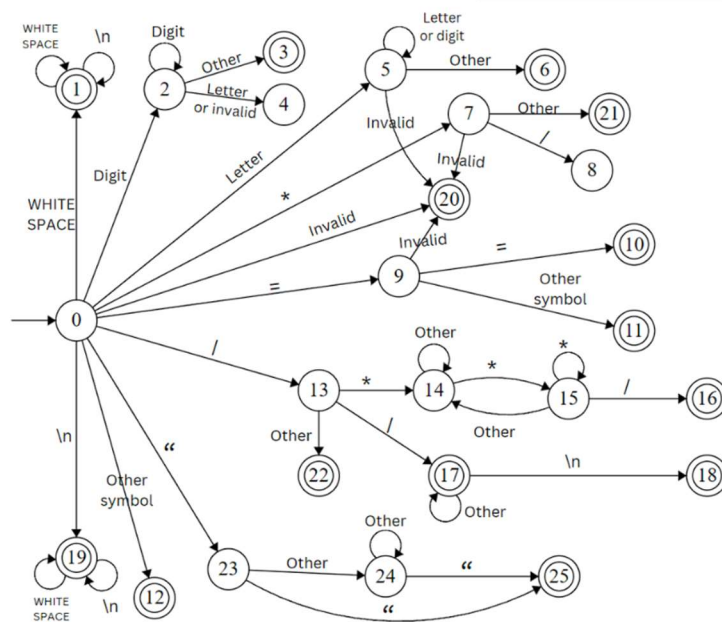 WHITE
SPACE
\n
1
Digit
2
Other
3
Letter
or invalid
4
Letter
or digit
5
Other
6
Invalid
7
Other
21
/
8
Invalid
20
WHITE
SPACE
Digit
Letter
*
Invalid
Invalid
=
9
=
10
Other
symbol
11
0
/
13
*
Other
14
*
*
15
Other
/
16
Other
22
/
17
\n
18
Other
\n
Other
symbol
“
19
WHITE
SPACE
\n
12
23
Other
Other
24
“
25
“